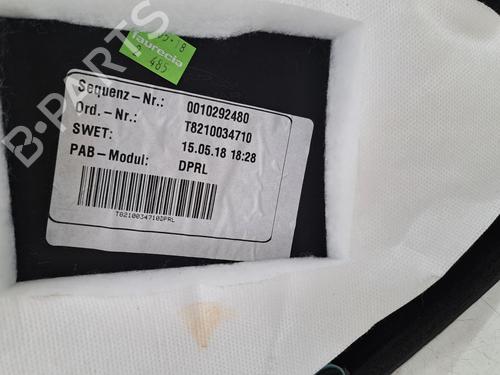 faurecia
485
Sequenz-Nr.: 0010292480
Ord.-Nr.: T8210034710
SWET: 15.05.18 18:28
PAB-Modul: DPRL
T8210034710DPRL
B-PARTS